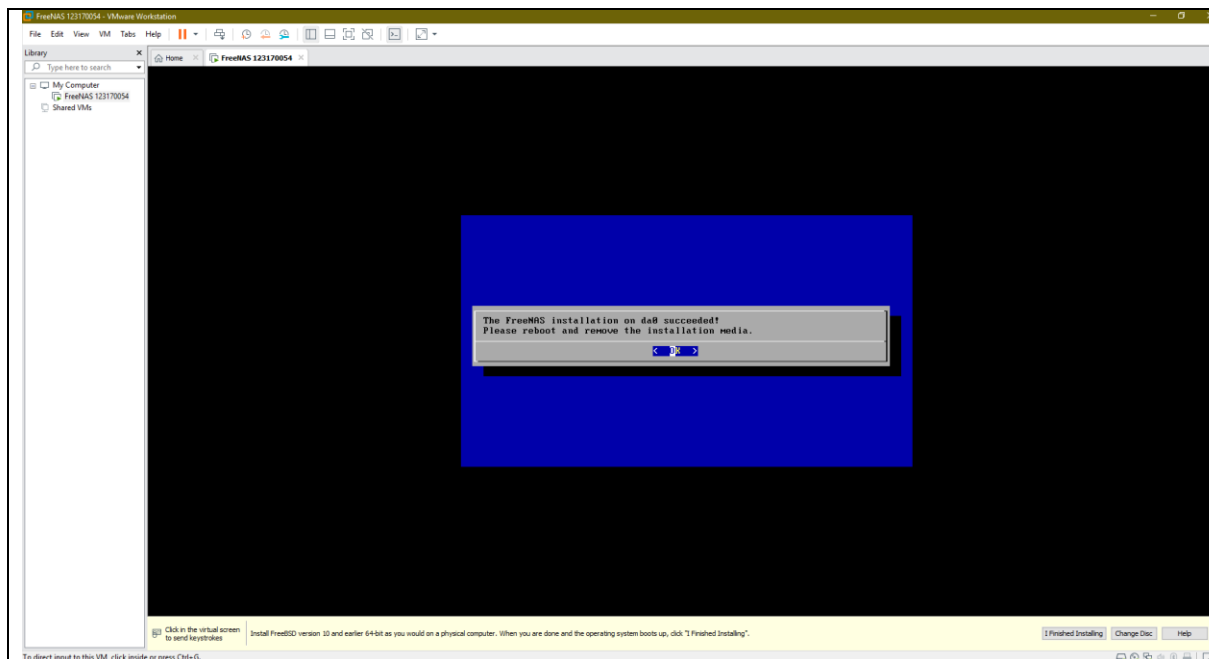 FreeNAS 123170054 - VMware Workstation
File Edit View VM Tabs Help
Library
Home
FreeNAS 123170054
Type here to search
My Computer
FreeNAS 123170054
Shared VMs
The FreeNAS installation on da0 succeeded!
Please reboot and remove the installation media.
< OK >
Click in the virtual screen
to send keystrokes
Install FreeBSD version 10 and earlier 64-bit as you would on a physical computer. When you are done and the operating system boots up, click "I Finished Installing".
I Finished Installing
Change Disc
Help
To direct input to this VM, click inside or press Ctrl+G.